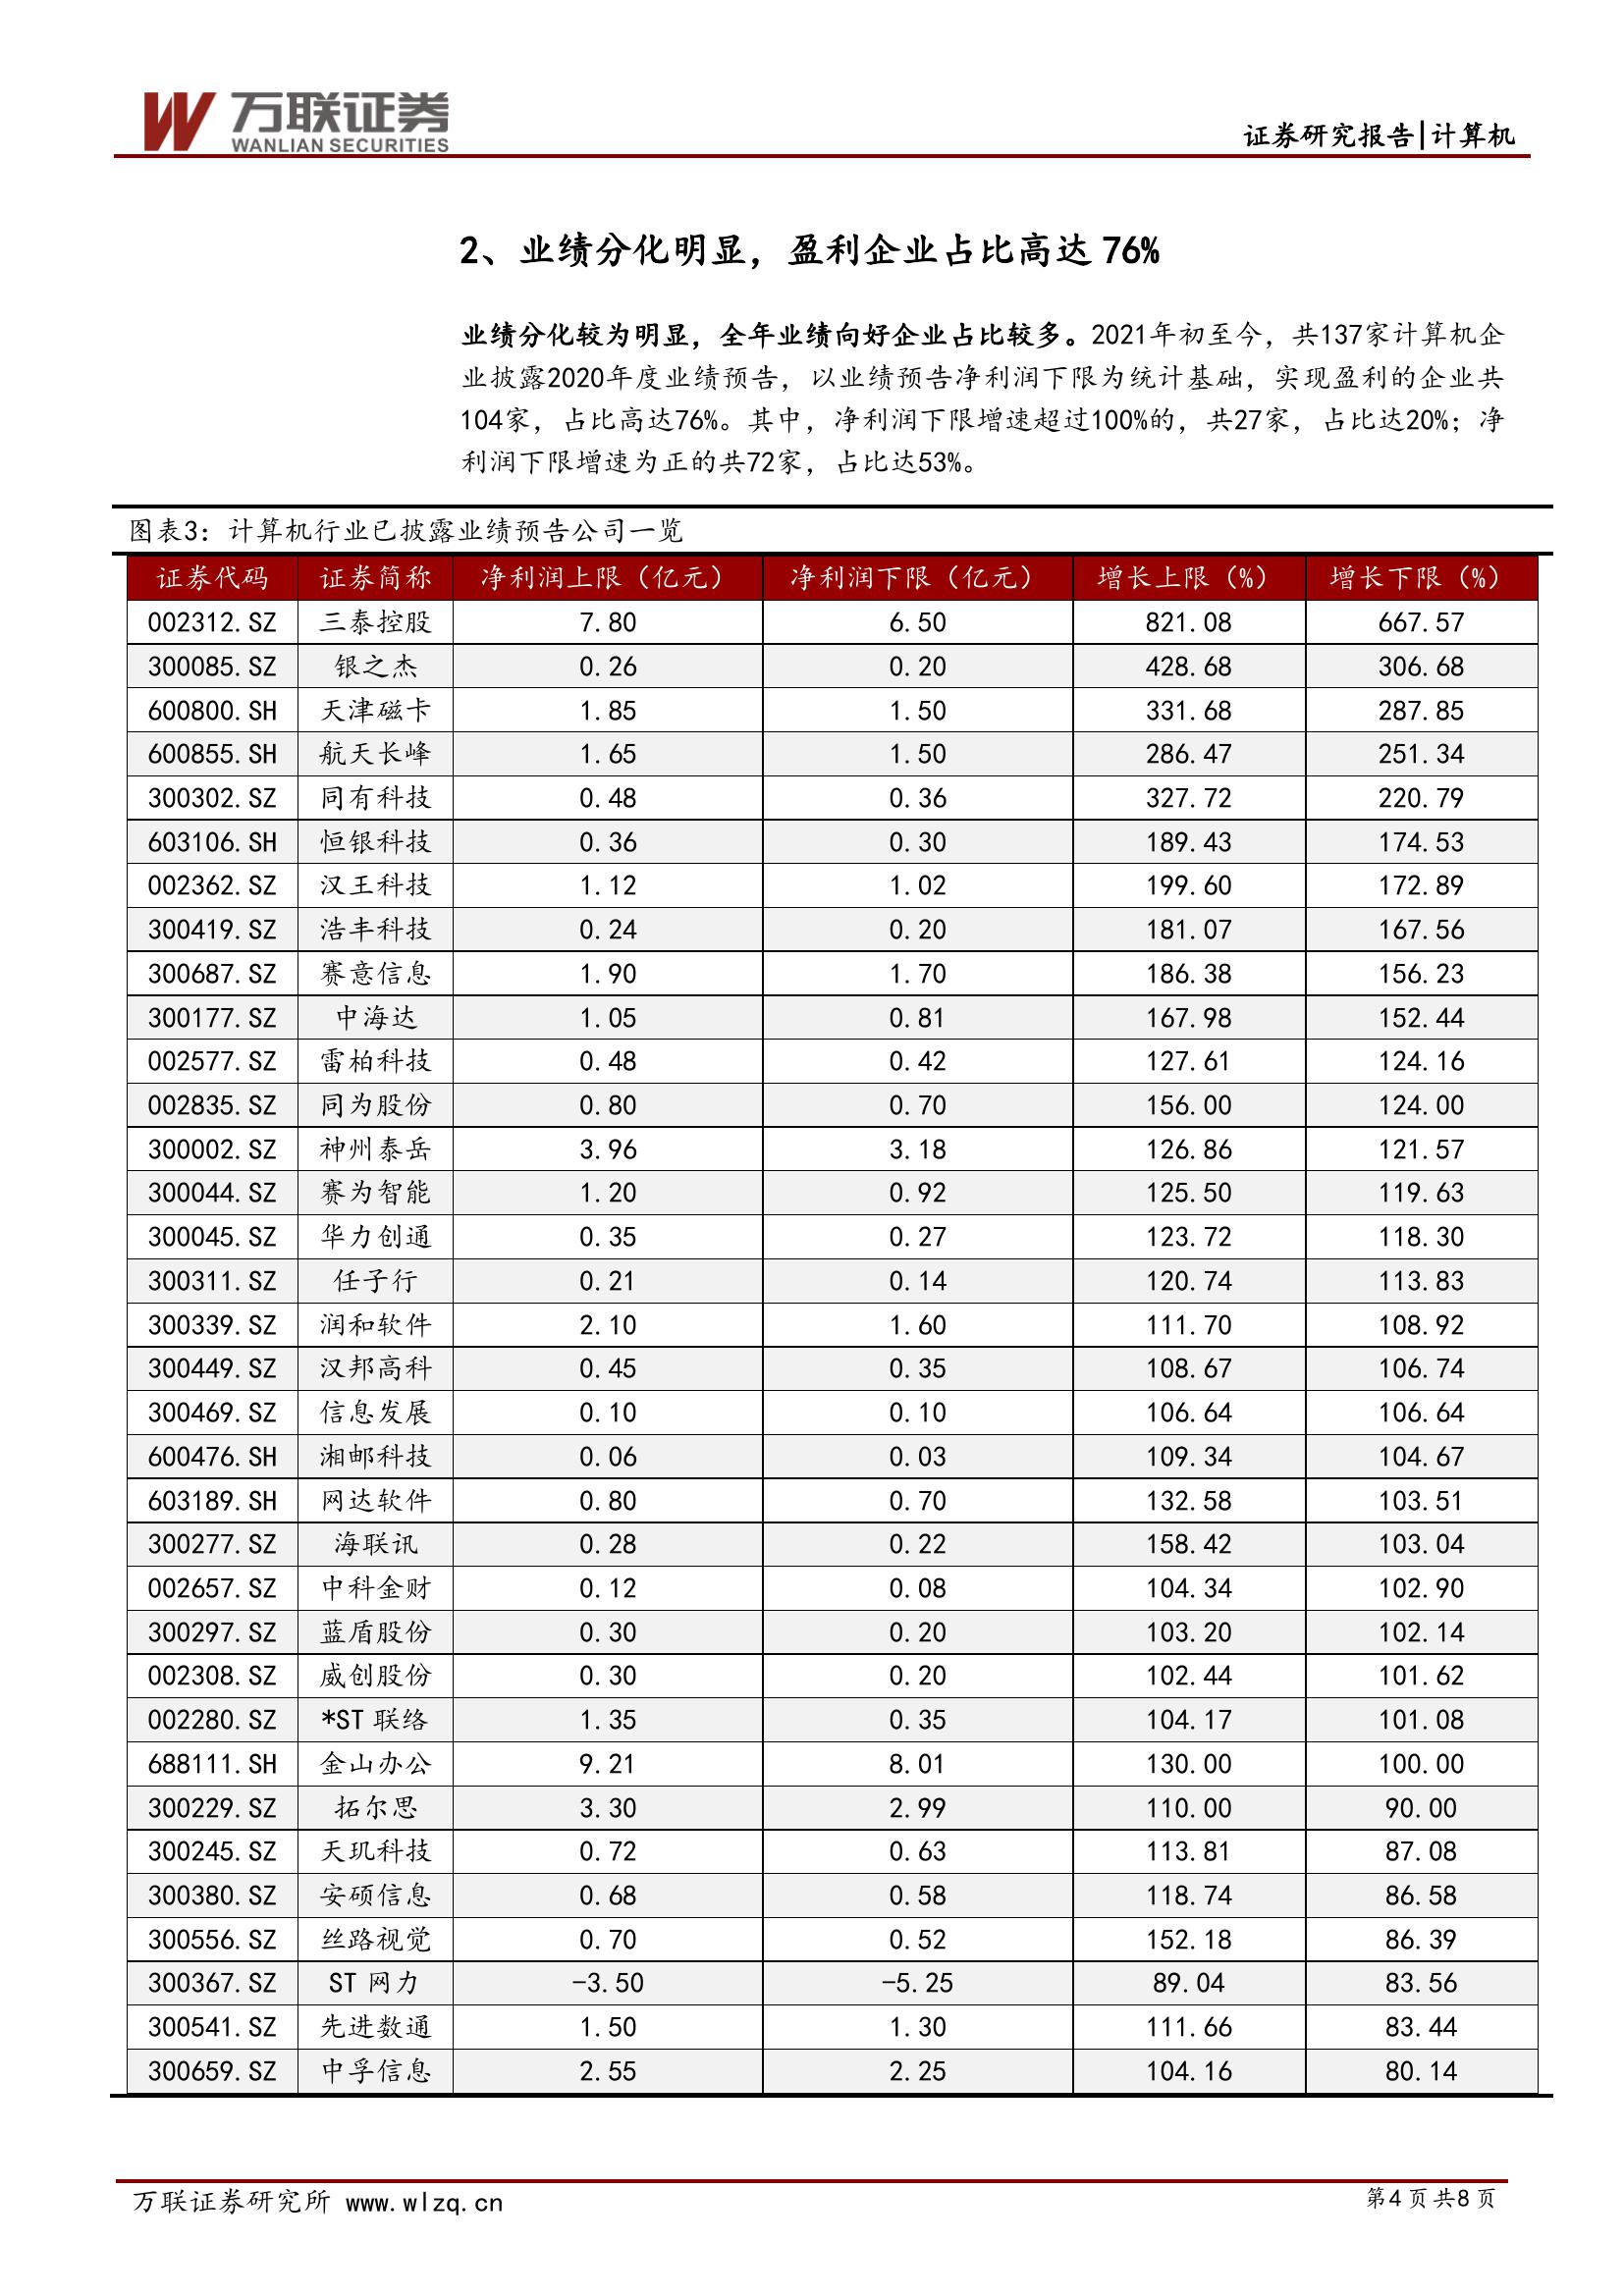 万联证券
WANLIAN SECURITIES
证券研究报告|计算机
2、业绩分化明显，盈利企业占比高达 76%
业绩分化较为明显，全年业绩向好企业占比较多。2021年初至今，共137家计算机企
业披露2020年度业绩预告，以业绩预告净利润下限为统计基础，实现盈利的企业共
104家，占比高达76%。其中，净利润下限增速超过100%的，共27家，占比达20%；净
利润下限增速为正的共72家，占比达53%。
图表3：计算机行业已披露业绩预告公司一览
证券代码 证券简称 净利润上限（亿元） 净利润下限（亿元） 增长上限（%） 增长下限（%）
002312.SZ 三泰控股 7.80 6.50 821.08 667.57
300085.SZ 银之杰 0.26 0.20 428.68 306.68
600800.SH 天津磁卡 1.85 1.50 331.68 287.85
600855.SH 航天长峰 1.65 1.50 286.47 251.34
300302.SZ 同有科技 0.48 0.36 327.72 220.79
603106.SH 恒银科技 0.36 0.30 189.43 174.53
002362.SZ 汉王科技 1.12 1.02 199.60 172.89
300419.SZ 浩丰科技 0.24 0.20 181.07 167.56
300687.SZ 赛意信息 1.90 1.70 186.38 156.23
300177.SZ 中海达 1.05 0.81 167.98 152.44
002577.SZ 雷柏科技 0.48 0.42 127.61 124.16
002835.SZ 同为股份 0.80 0.70 156.00 124.00
300002.SZ 神州泰岳 3.96 3.18 126.86 121.57
300044.SZ 赛为智能 1.20 0.92 125.50 119.63
300045.SZ 华力创通 0.35 0.27 123.72 118.30
300311.SZ 任子行 0.21 0.14 120.74 113.83
300339.SZ 润和软件 2.10 1.60 111.70 108.92
300449.SZ 汉邦高科 0.45 0.35 108.67 106.74
300469.SZ 信息发展 0.10 0.10 106.64 106.64
600476.SH 湘邮科技 0.06 0.03 109.34 104.67
603189.SH 网达软件 0.80 0.70 132.58 103.51
300277.SZ 海联讯 0.28 0.22 158.42 103.04
002657.SZ 中科金财 0.12 0.08 104.34 102.90
300297.SZ 蓝盾股份 0.30 0.20 103.20 102.14
002308.SZ 威创股份 0.30 0.20 102.44 101.62
002280.SZ *ST 联络 1.35 0.35 104.17 101.08
688111.SH 金山办公 9.21 8.01 130.00 100.00
300229.SZ 拓尔思 3.30 2.99 110.00 90.00
300245.SZ 天玑科技 0.72 0.63 113.81 87.08
300380.SZ 安硕信息 0.68 0.58 118.74 86.58
300556.SZ 丝路视觉 0.70 0.52 152.18 86.39
300367.SZ ST 网力 -3.50 -5.25 89.04 83.56
300541.SZ 先进数通 1.50 1.30 111.66 83.44
300659.SZ 中孚信息 2.55 2.25 104.16 80.14
万联证券研究所 www.wlzq.cn
第4页共8页